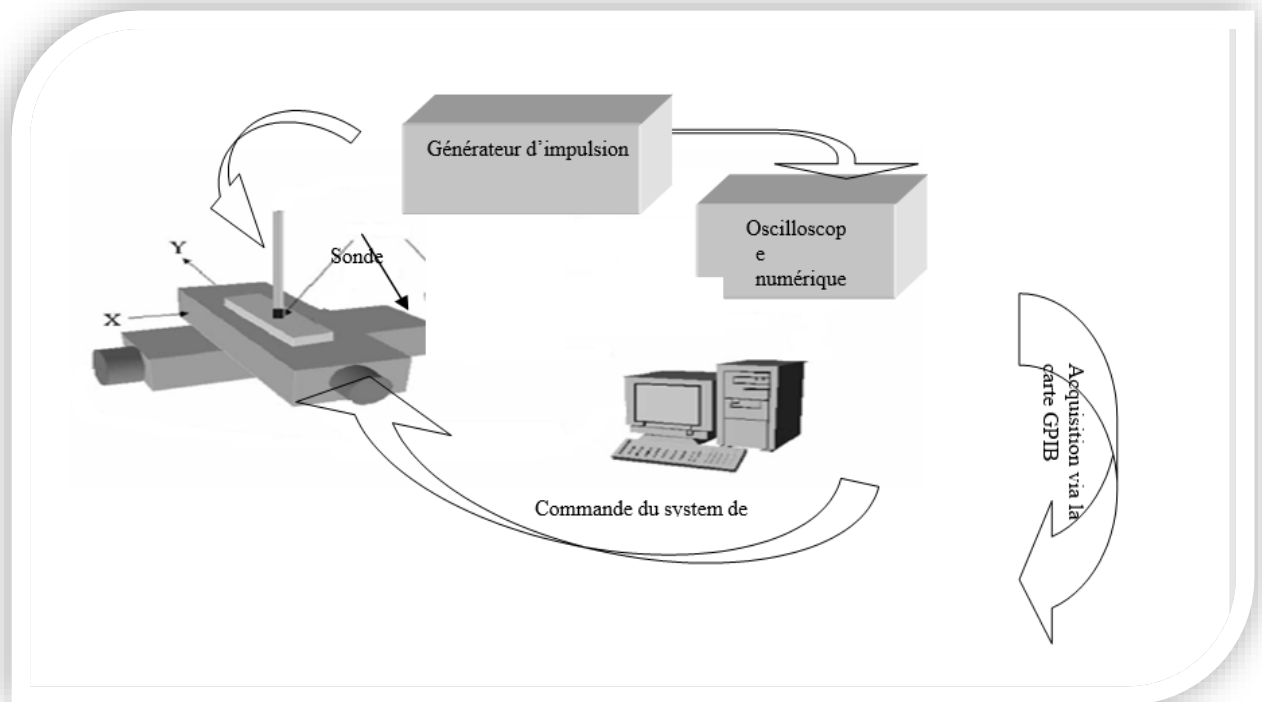 Générateur d'impulsion
Oscilloscop
e
numérique
Sonde
Y
X
Acquisition via la
carte GPIB
Commande du system de